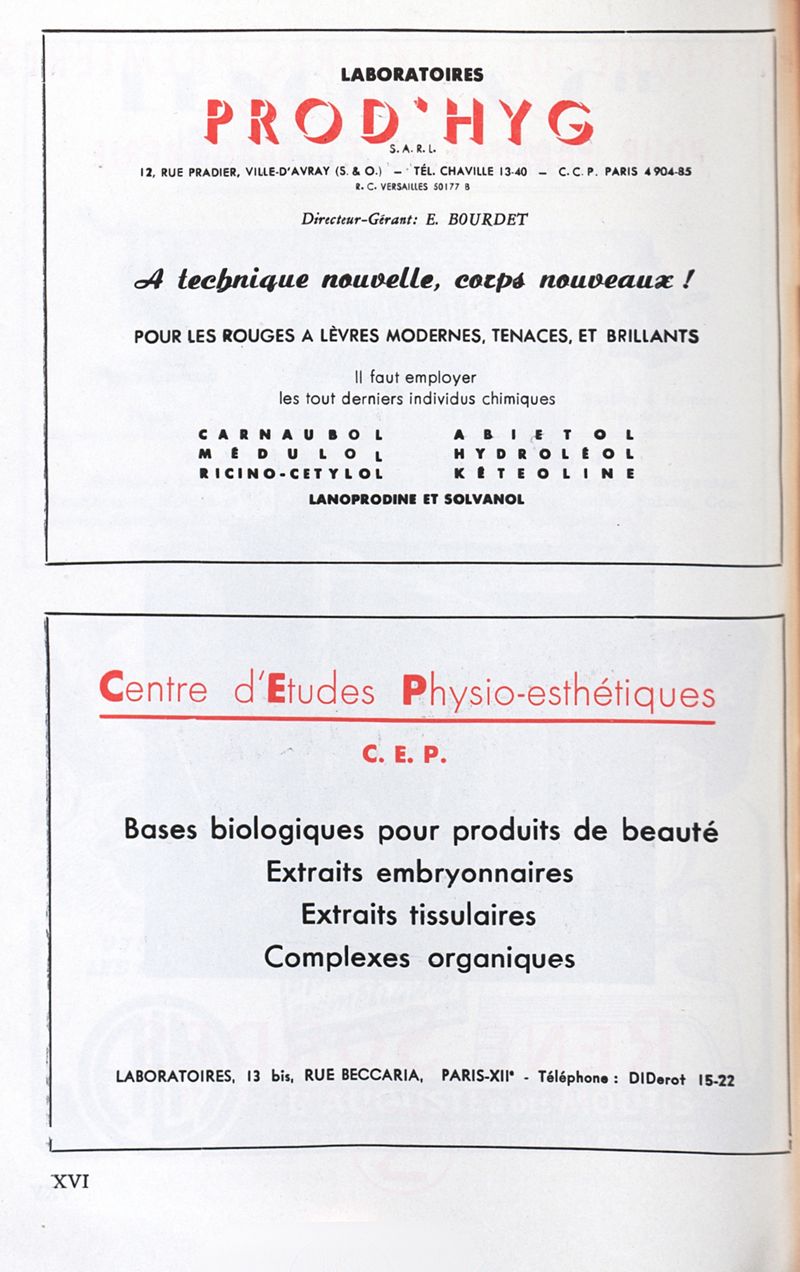 LABORATOIRES
PROD'HYG
S.A.R.L.
12, RUE PRADIER, VILLE-D'AVRAY (S. & O.) — TÉL. CHAVILLE 13-40 — C.C.P. PARIS 4904-85
R.C. VERSAILLES 50177 B
Directeur-Gérant: E. BOURDET
A technique nouvelle, corps nouveaux !
POUR LES ROUGES A LÈVRES MODERNES, TENACES, ET BRILLANTS
Il faut employer
les tout derniers individus chimiques
CARNAUBOL ABIETOL
MÉDULOL HYDROLÉOL
RICINO-CETYLOL KÉTEOLINE
LANOPRODINE ET SOLVANOL
Centre d'Etudes Physio-esthétiques
C. E. P.
Bases biologiques pour produits de beauté
Extraits embryonnaires
Extraits tissulaires
Complexes organiques
LABORATOIRES, 13 bis, RUE BECCARIA, PARIS-XIIe - Téléphone : DIDerot 15-22
XVI